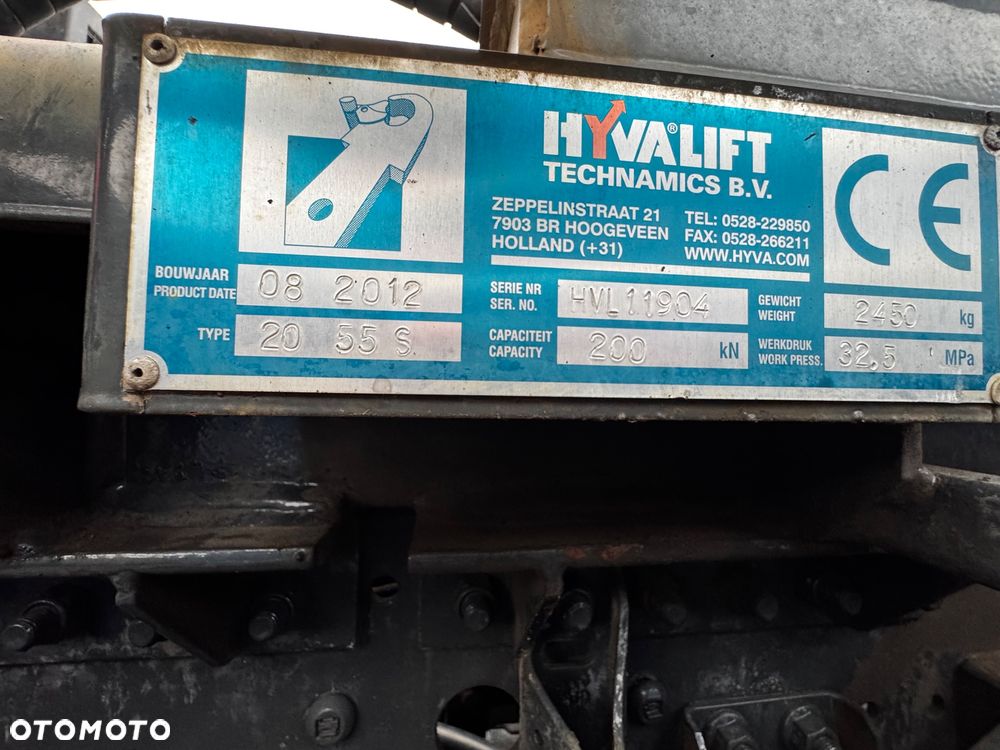 HYVALIFT®
TECHNAMICS B.V.
ZEPPELINSTRAAT 21
7903 BR HOOGEVEEN
HOLLAND (+31)
TEL: 0528-229850
FAX: 0528-266211
WWW.HYVA.COM
CE
BOUWJAAR
PRODUCT DATE
08 2012
SERIE NR
SER. NO.
HVL11904
GEWICHT
WEIGHT
2450 kg
TYPE
20 55 S
CAPACITEIT
CAPACITY
200 kN
WERKDRUK
WORK PRESS.
32,5 MPa
OTOMOTO